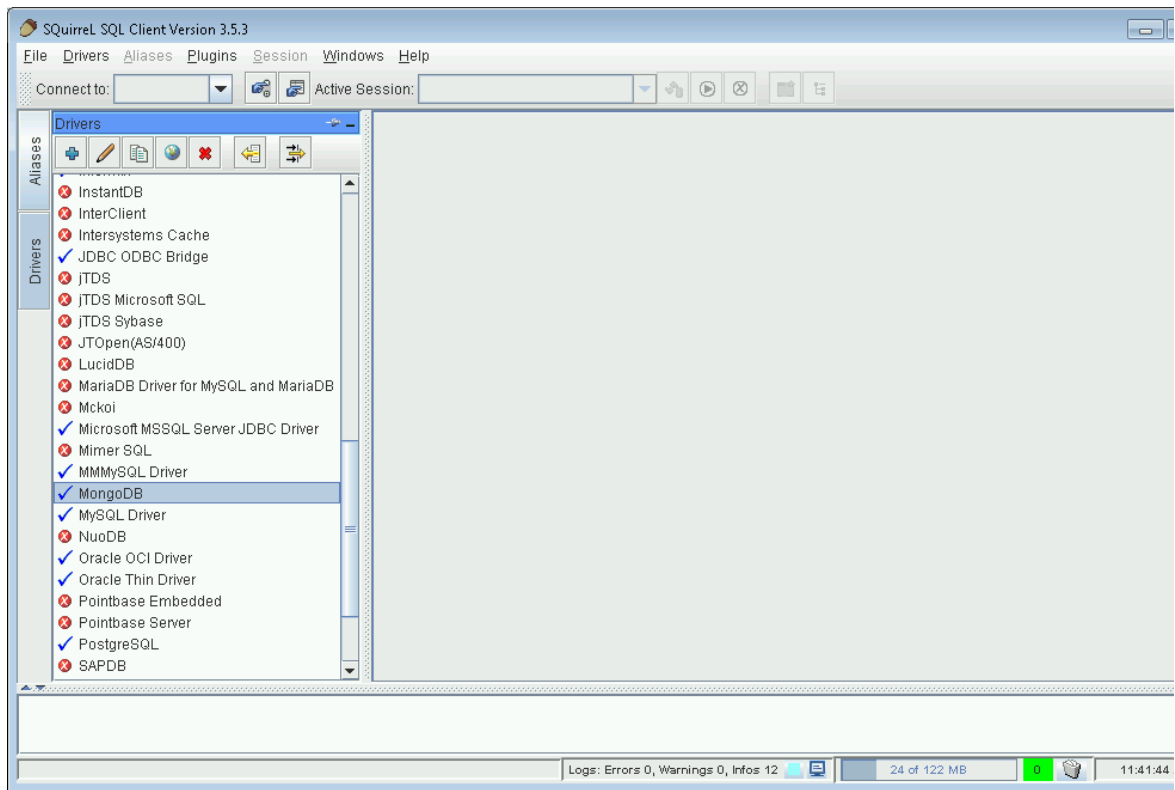 SQuirreL SQL Client Version 3.5.3
File Drivers Aliases Plugins Session Windows Help
Connect to: Active Session:
Drivers
Aliases
Drivers
InstantDB
InterClient
Intersystems Cache
JDBC ODBC Bridge
jTDS
jTDS Microsoft SQL
jTDS Sybase
JTOpen(AS/400)
LucidDB
MariaDB Driver for MySQL and MariaDB
Mckoi
Microsoft MSSQL Server JDBC Driver
Mimer SQL
MMMySQL Driver
MongoDB
MySQL Driver
NuoDB
Oracle OCI Driver
Oracle Thin Driver
Pointbase Embedded
Pointbase Server
PostgreSQL
SAPDB
Logs: Errors 0, Warnings 0, Infos 12 24 of 122 MB 0 11:41:44